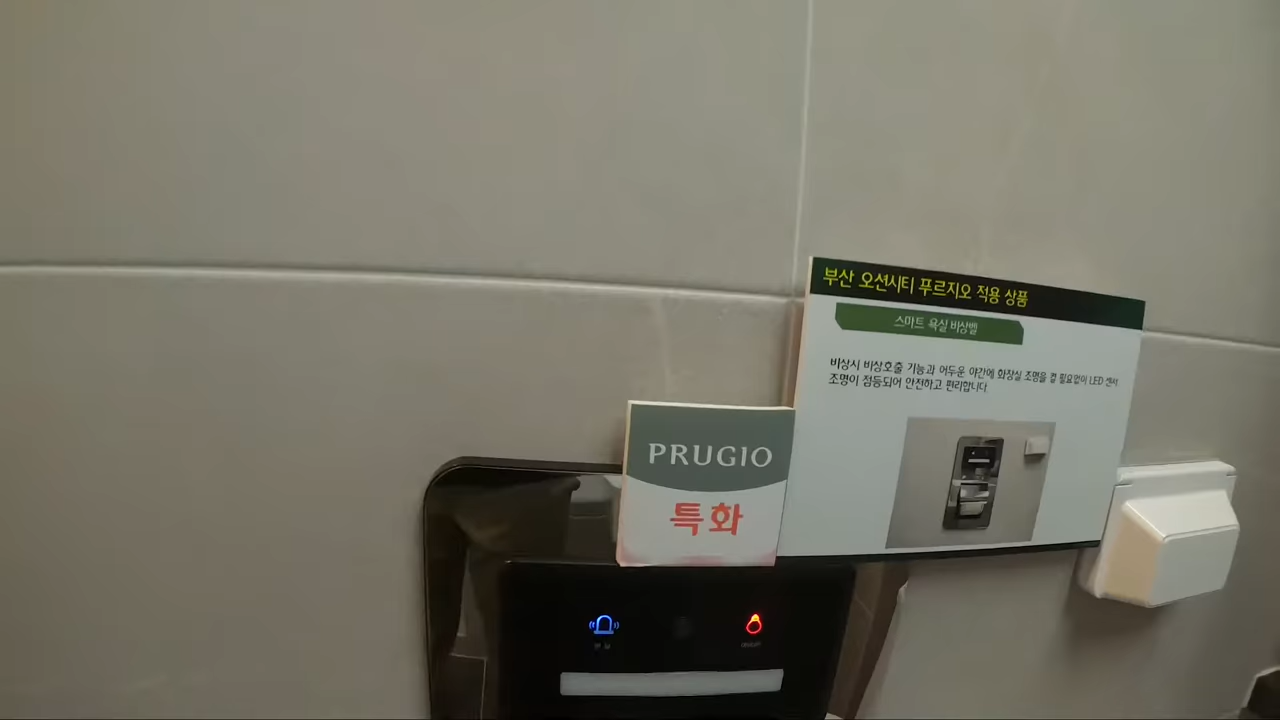 부산 오션시티 푸르지오 적용 상품
스마트 욕실 비상벨
비상시 비상호출 기능과 어두운 야간에 화장실 조명을 켤 필요없이 LED 센서
조명이 점등되어 안전하고 편리합니다.
PRUGIO
특화